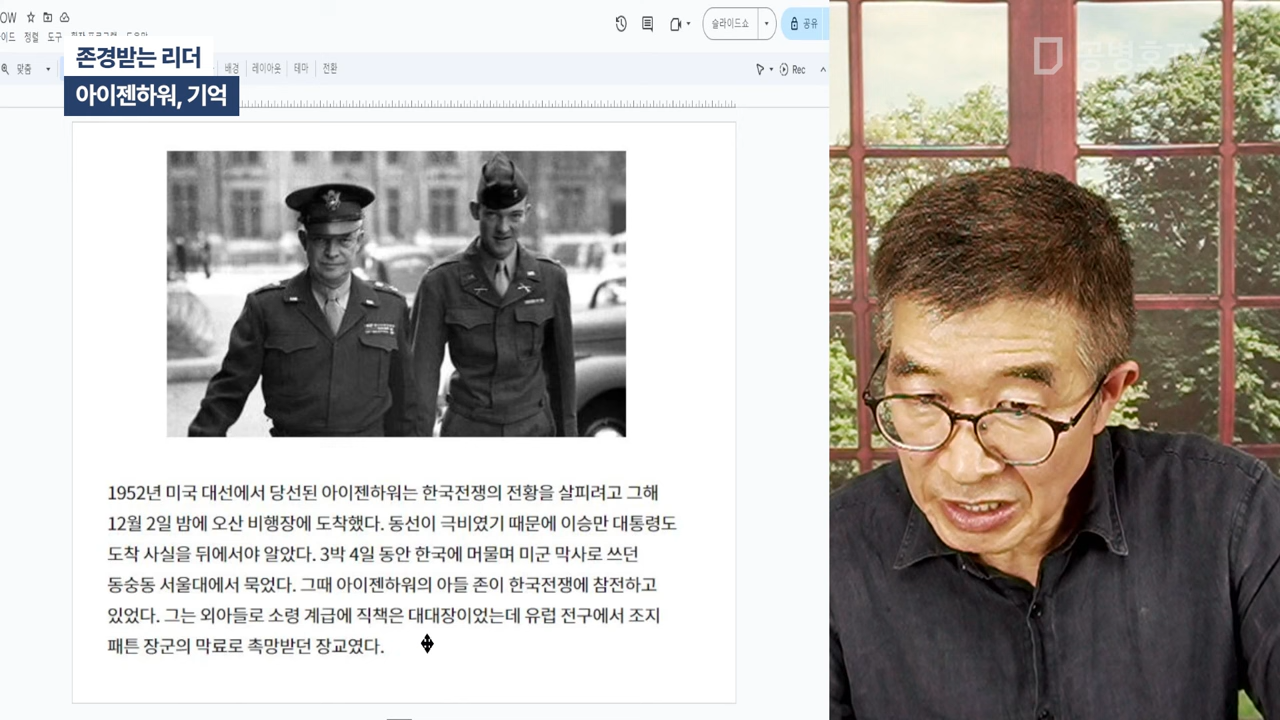 OW
슬라이드쇼
공유
정렬 도구
존경받는 리더
맞춤
배경 레이아웃 테마 전환
Rec
아이젠하워, 기억
공병호
1952년 미국 대선에서 당선된 아이젠하워는 한국전쟁의 전황을 살피려고 그해
12월 2일 밤에 오산 비행장에 도착했다. 동선이 극비였기 때문에 이승만 대통령도
도착 사실을 뒤에서야 알았다. 3박 4일 동안 한국에 머물며 미군 막사로 쓰던
동숭동 서울대에서 묵었다. 그때 아이젠하워의 아들 존이 한국전쟁에 참전하고
있었다. 그는 외아들로 소령 계급에 직책은 대대장이었는데 유럽 전구에서 조지
패튼 장군의 막료로 촉망받던 장교였다.